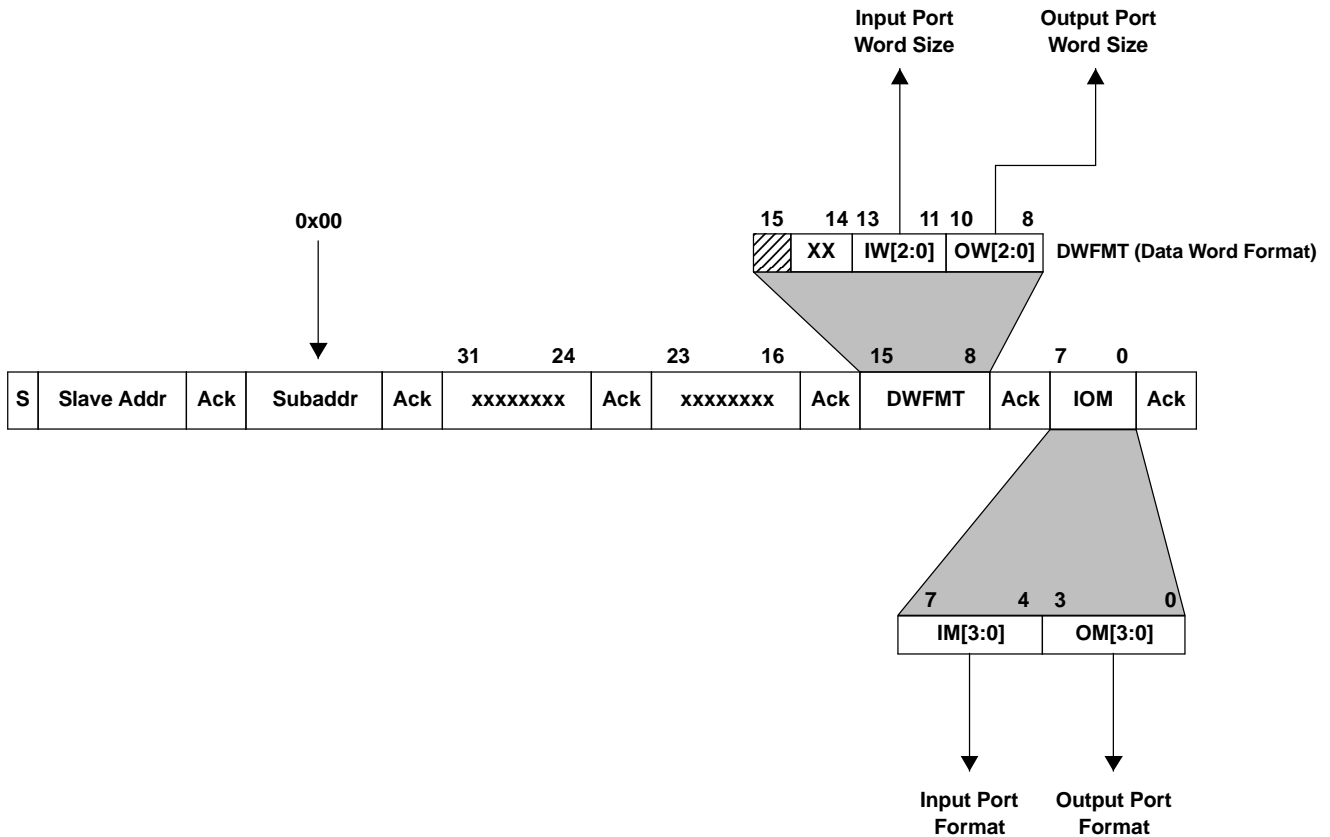 Input Port
Word Size
Output Port
Word Size
0x00
15 14 13 11 10 8
XX IW[2:0] OW[2:0] DWFMT (Data Word Format)
31 24 23 16 15 8 7 0
S Slave Addr Ack Subaddr Ack xxxxxxxx Ack xxxxxxxx Ack DWFMT Ack IOM Ack
7 4 3 0
IM[3:0] OM[3:0]
Input Port
Format
Output Port
Format